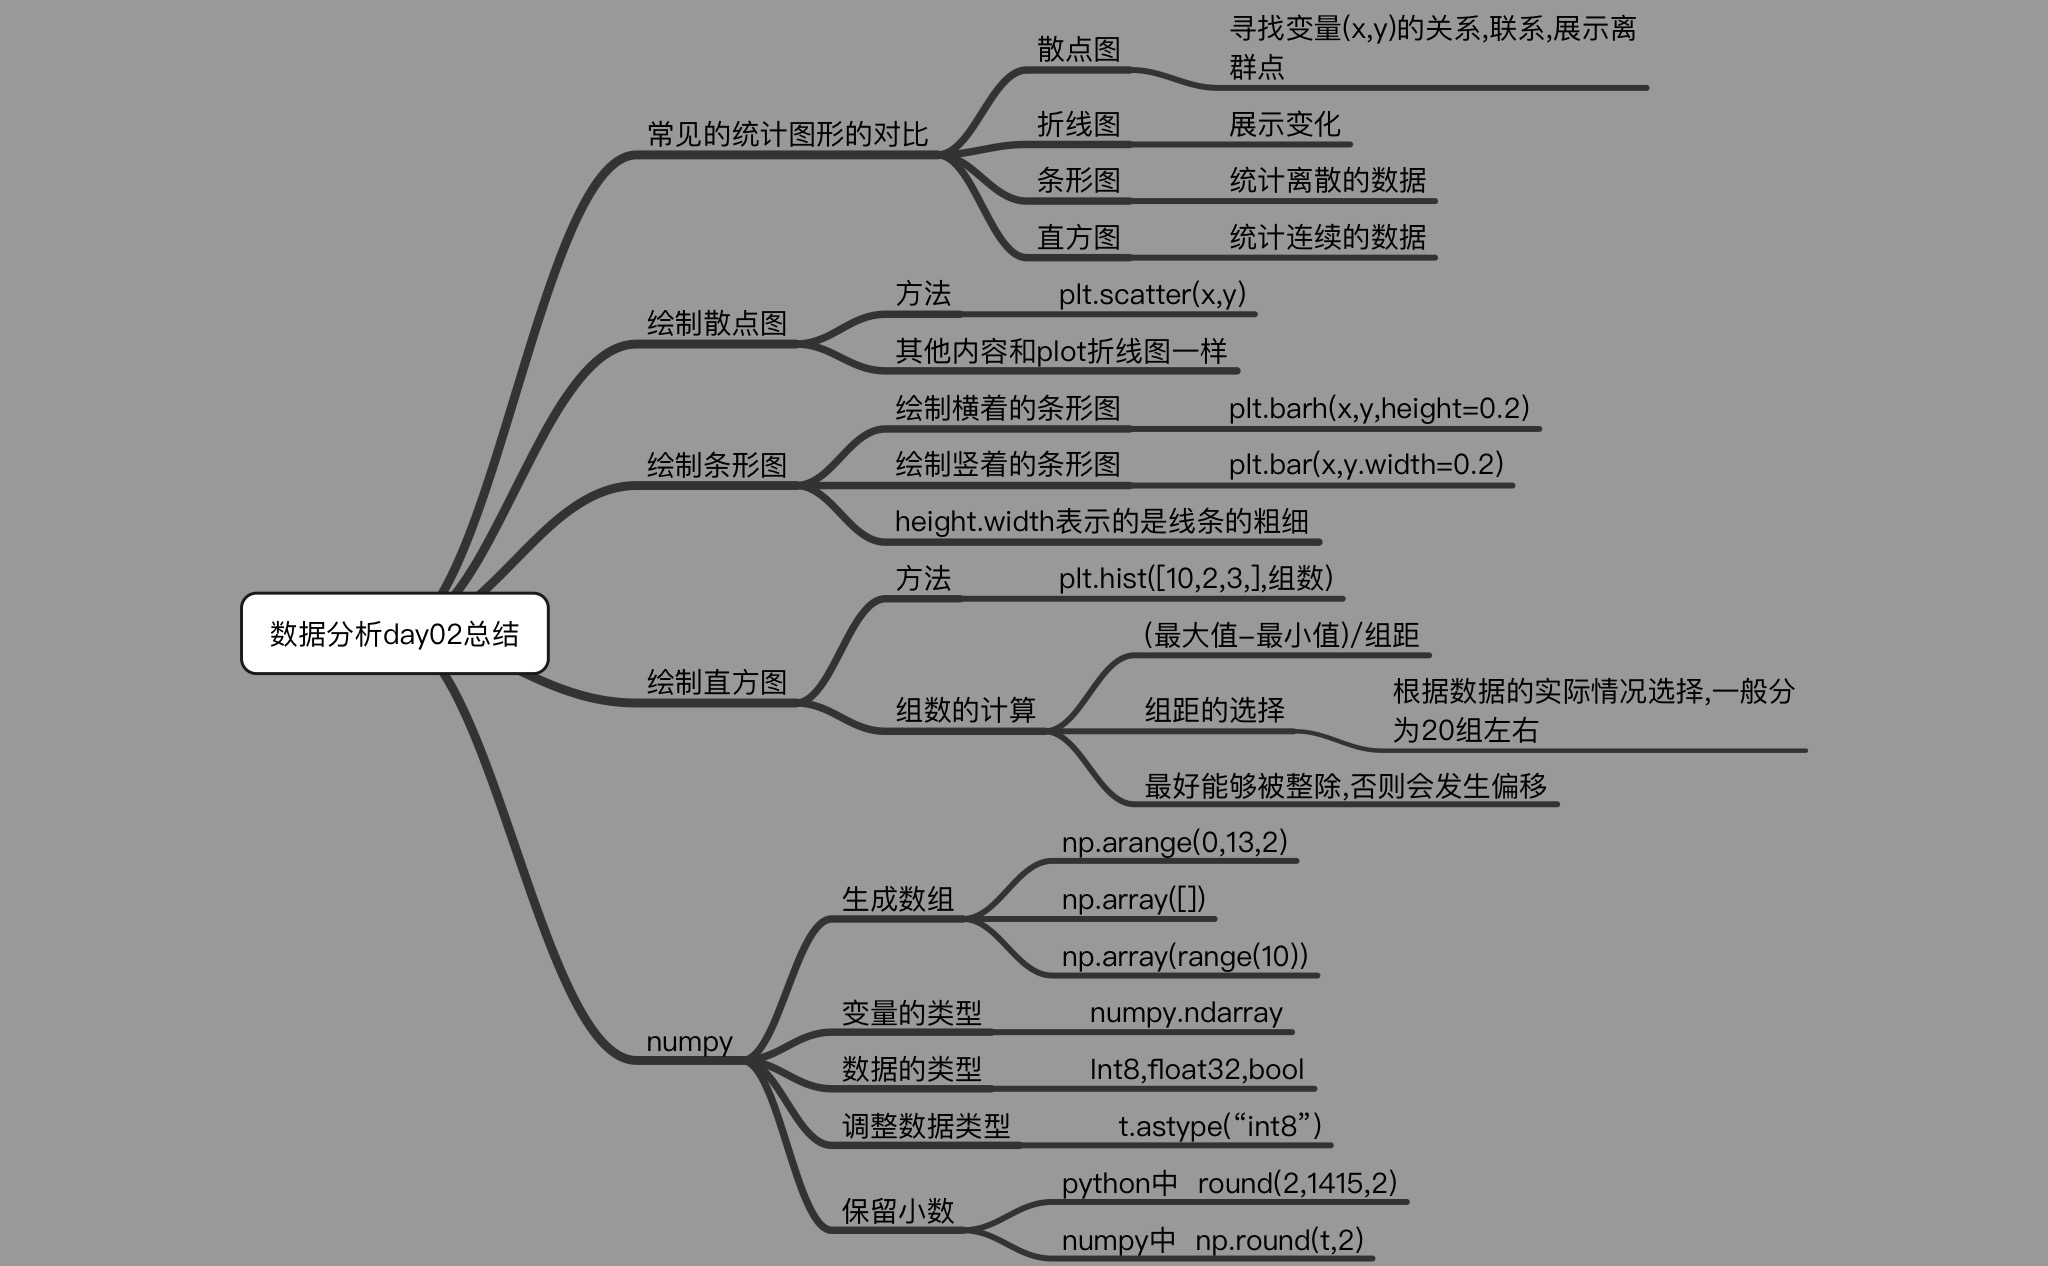 数据分析day02总结
常见的统计图形的对比
散点图
寻找变量(x,y)的关系,联系,展示离
群点
折线图
展示变化
条形图
统计离散的数据
直方图
统计连续的数据
绘制散点图
方法
plt.scatter(x,y)
其他内容和plot折线图一样
绘制条形图
绘制横着的条形图
plt.barh(x,y,height=0.2)
绘制竖着的条形图
plt.bar(x,y.width=0.2)
height.width表示的是线条的粗细
绘制直方图
方法
plt.hist([10,2,3,],组数)
组数的计算
(最大值-最小值)/组距
组距的选择
根据数据的实际情况选择,一般分
为20组左右
最好能够被整除,否则会发生偏移
numpy
生成数组
np.arange(0,13,2)
np.array([])
np.array(range(10))
变量的类型
numpy.ndarray
数据的类型
Int8,float32,bool
调整数据类型
t.astype(“int8”)
保留小数
python中 round(2,1415,2)
numpy中 np.round(t,2)